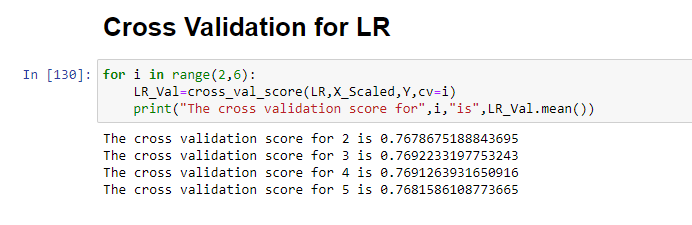 Cross Validation for LR
In [130]: for i in range(2,6):
    LR_Val=cross_val_score(LR,X_Scaled,Y,cv=i)
    print("The cross validation score for",i,"is",LR_Val.mean())
The cross validation score for 2 is 0.7678675188843695
The cross validation score for 3 is 0.7692233197753243
The cross validation score for 4 is 0.7691263931650916
The cross validation score for 5 is 0.7681586108773665